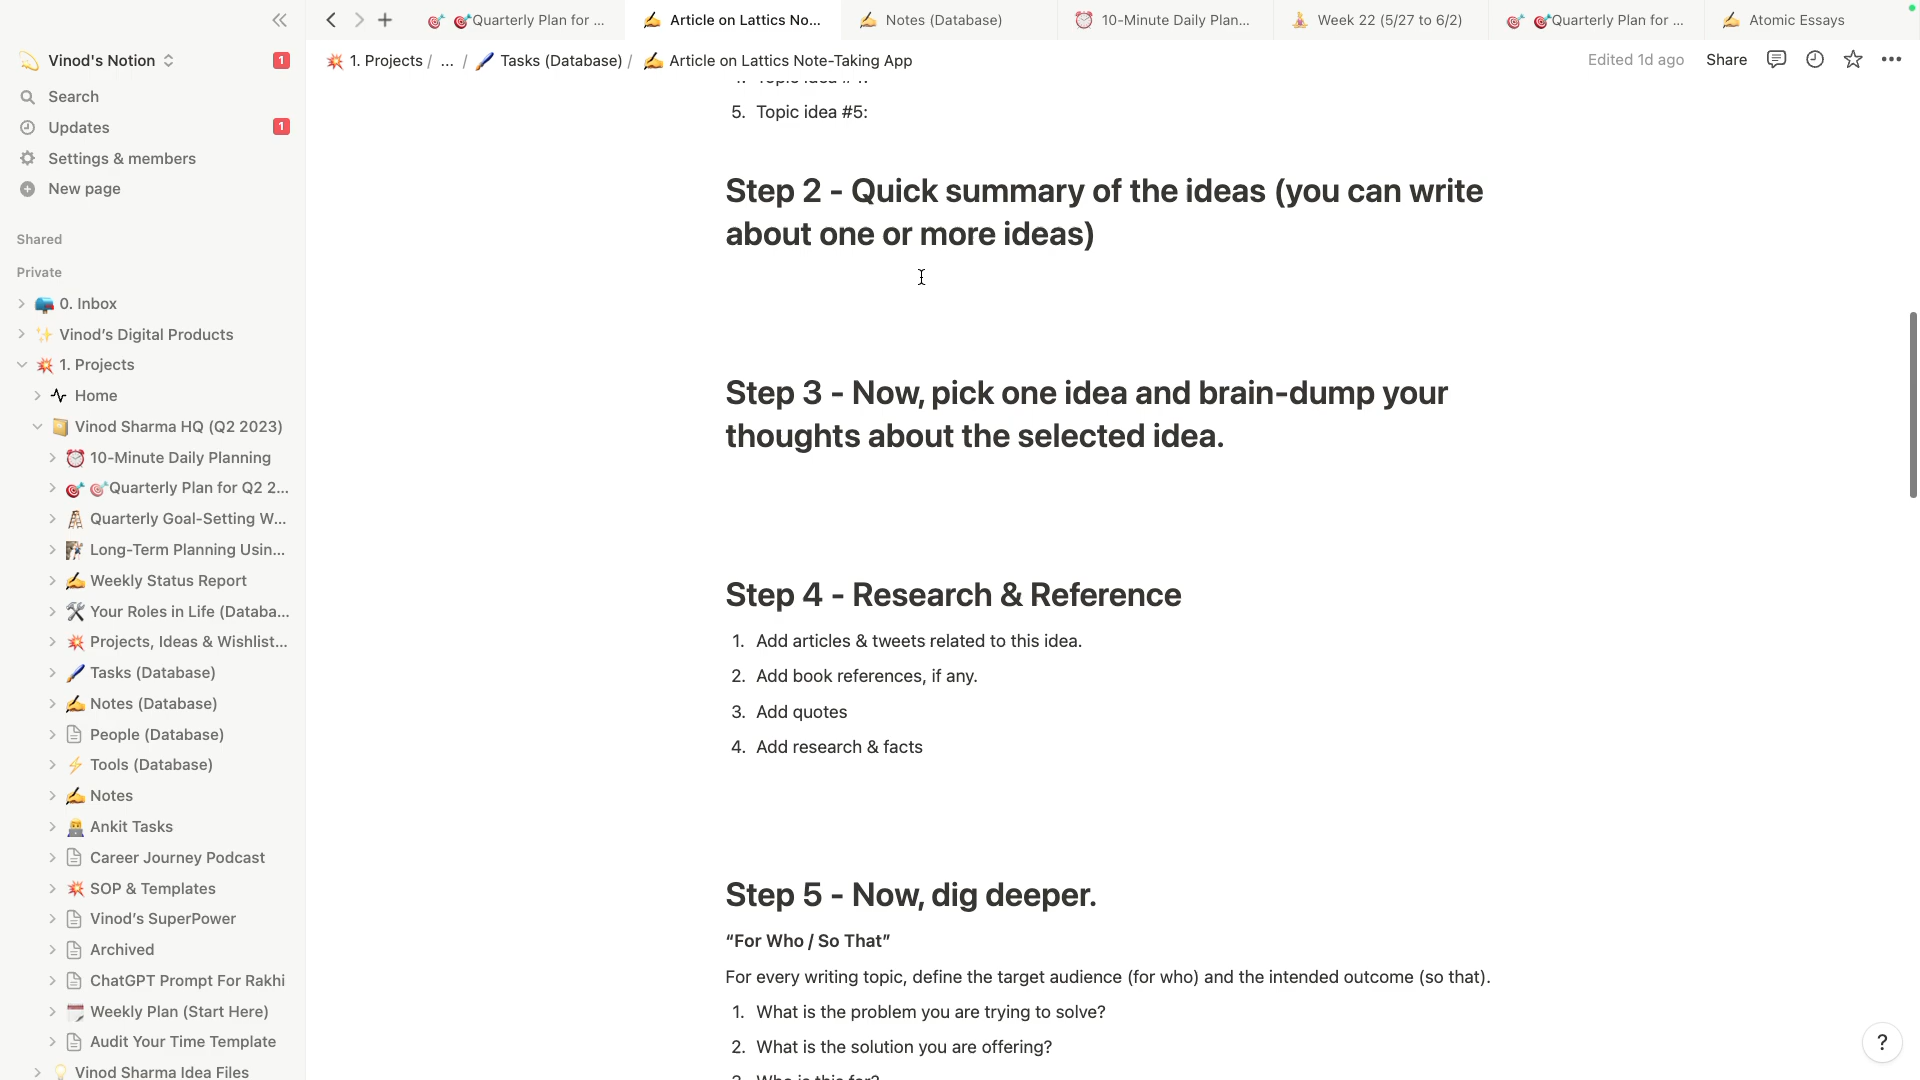 Quarterly Plan for ...
Article on Lattics No...
Notes (Database)
10-Minute Daily Plan...
Week 22 (5/27 to 6/2)
Quarterly Plan for ...
Atomic Essays
Vinod's Notion
1
1. Projects / ... / Tasks (Database) / Article on Lattics Note-Taking App
Edited 1d ago
Share
Search
Updates
1
Settings & members
New page
Shared
Private
0. Inbox
Vinod's Digital Products
1. Projects
Home
Vinod Sharma HQ (Q2 2023)
10-Minute Daily Planning
Quarterly Plan for Q2 2...
Quarterly Goal-Setting W...
Long-Term Planning Usin...
Weekly Status Report
Your Roles in Life (Databa...
Projects, Ideas & Wishlist...
Tasks (Database)
Notes (Database)
People (Database)
Tools (Database)
Notes
Ankit Tasks
Career Journey Podcast
SOP & Templates
Vinod's SuperPower
Archived
ChatGPT Prompt For Rakhi
Weekly Plan (Start Here)
Audit Your Time Template
Vinod Sharma Idea Files
5. Topic idea #5:
Step 2 - Quick summary of the ideas (you can write
about one or more ideas)
Step 3 - Now, pick one idea and brain-dump your
thoughts about the selected idea.
Step 4 - Research & Reference
1. Add articles & tweets related to this idea.
2. Add book references, if any.
3. Add quotes
4. Add research & facts
Step 5 - Now, dig deeper.
“For Who / So That”
For every writing topic, define the target audience (for who) and the intended outcome (so that).
1. What is the problem you are trying to solve?
2. What is the solution you are offering?
3. Who is this for?
?